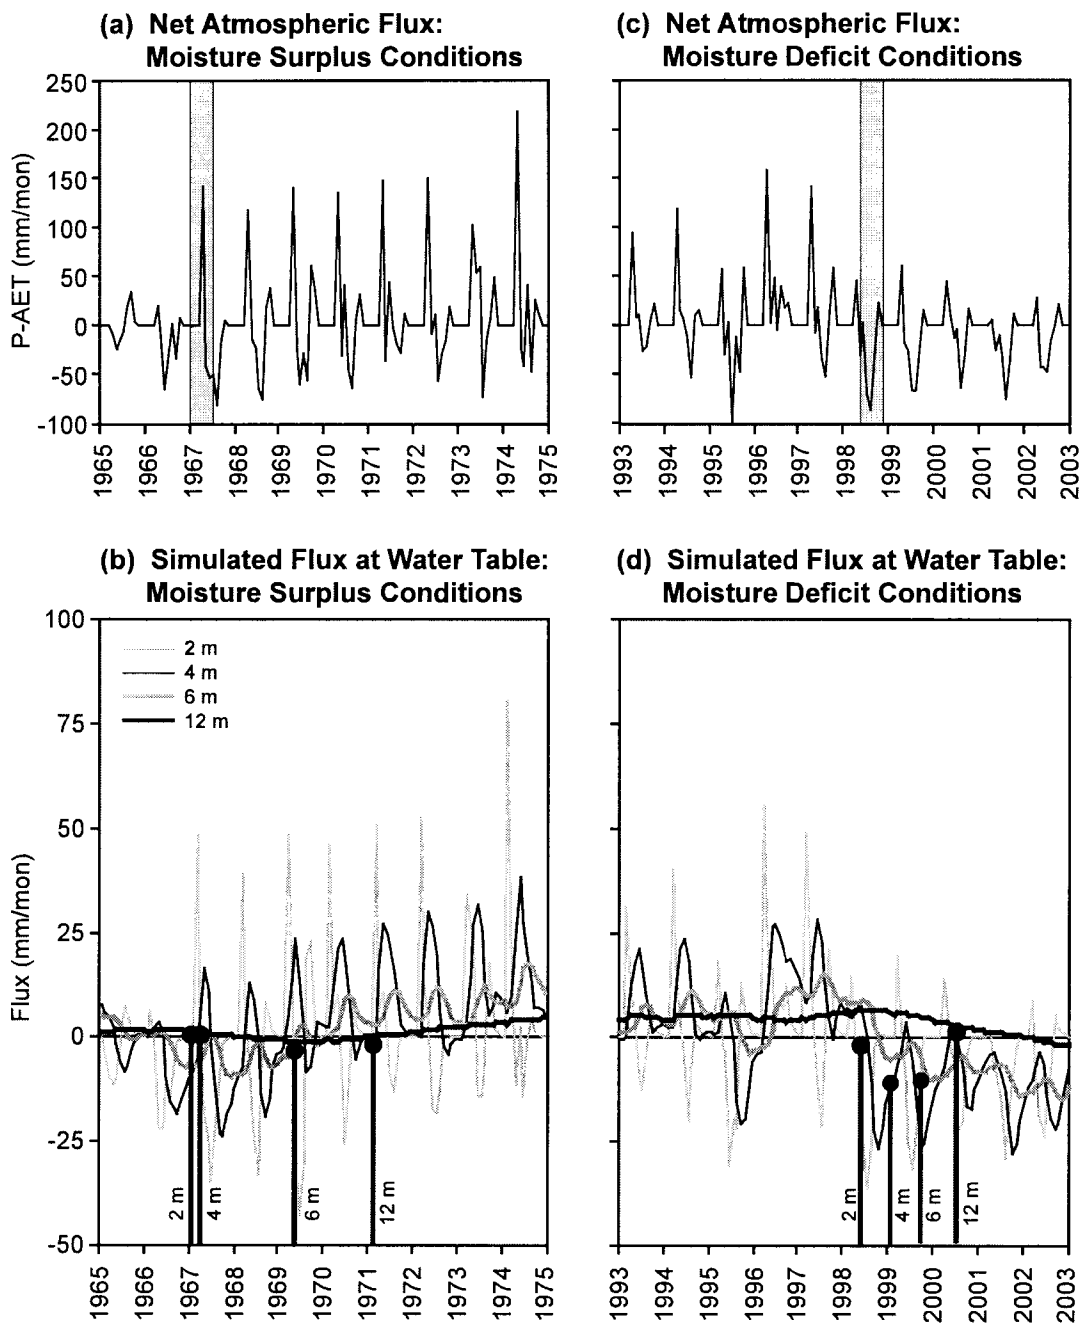 (a) Net Atmospheric Flux:
Moisture Surplus Conditions
(c) Net Atmospheric Flux:
Moisture Deficit Conditions
P-AET (mm/mon)
250
200
150
100
50
0
-50
-100
1965
1966
1967
1968
1969
1970
1971
1972
1973
1974
1975
1993
1994
1995
1996
1997
1998
1999
2000
2001
2002
2003
(b) Simulated Flux at Water Table:
Moisture Surplus Conditions
(d) Simulated Flux at Water Table:
Moisture Deficit Conditions
Flux (mm/mon)
100
75
50
25
0
-25
-50
2 m
4 m
6 m
12 m
2 m
4 m
6 m
12 m
2 m
4 m
6 m
12 m
1965
1966
1967
1968
1969
1970
1971
1972
1973
1974
1975
1993
1994
1995
1996
1997
1998
1999
2000
2001
2002
2003